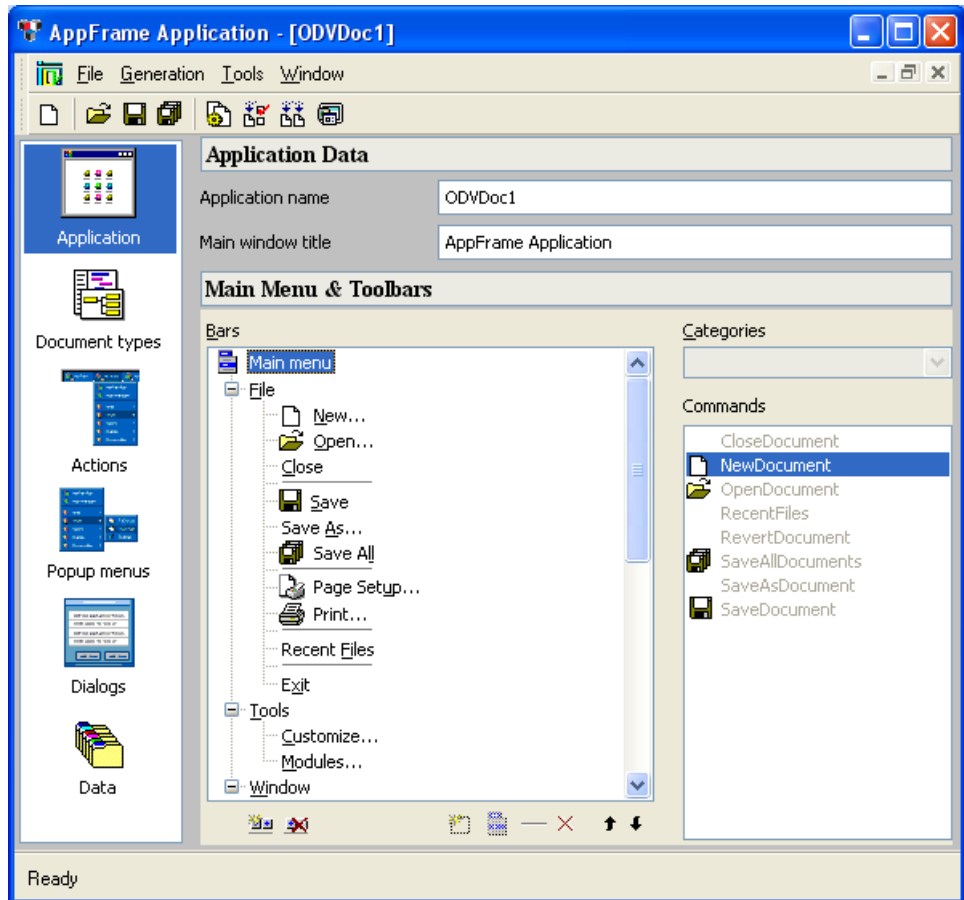 AppFrame Application - [ODVDoc1]
File Generation Tools Window
Application Data
Application name ODVDoc1
Main window title AppFrame Application
Main Menu & Toolbars
Application
Document types
Actions
Popup menus
Dialogs
Data
Bars
Main menu
File
New...
Open...
Close
Save
Save As...
Save All
Page Setup...
Print...
Recent Files
Exit
Tools
Customize...
Modules...
Window
Categories
Commands
CloseDocument
NewDocument
OpenDocument
RecentFiles
RevertDocument
SaveAllDocuments
SaveAsDocument
SaveDocument
Ready